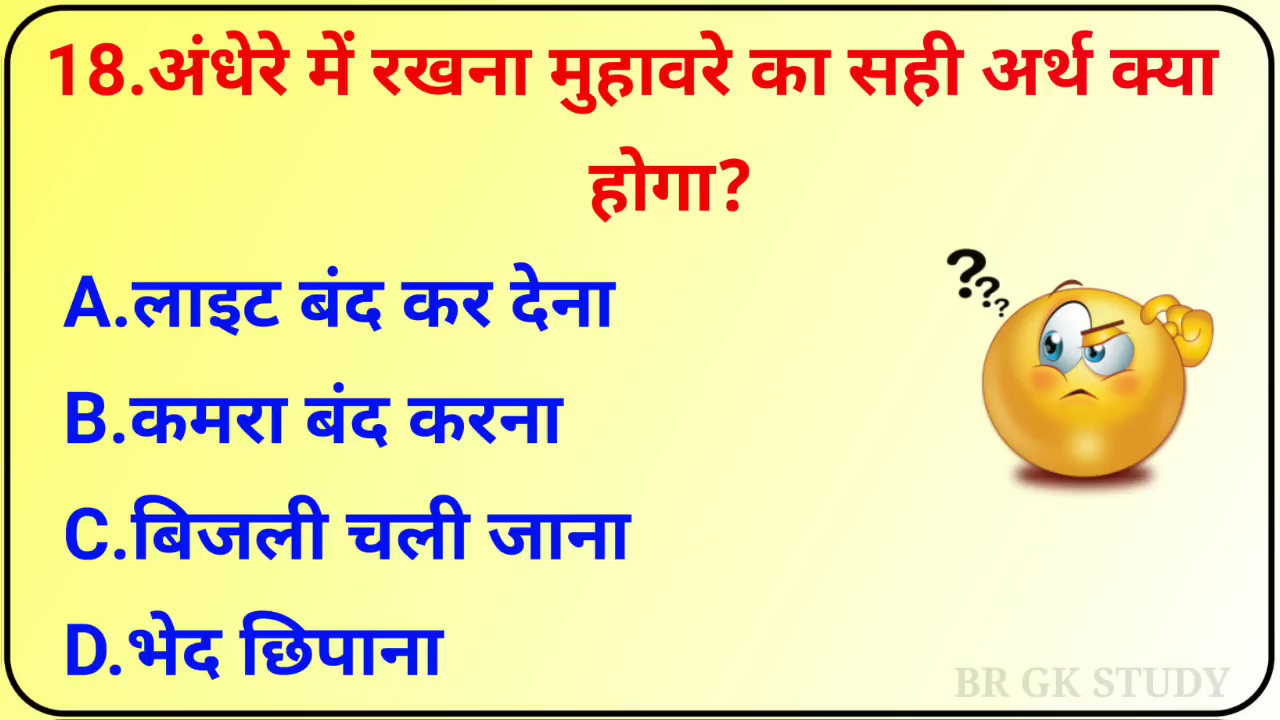 18.अंधेरे में रखना मुहावरे का सही अर्थ क्या
होगा?
???
A.लाइट बंद कर देना
B.कमरा बंद करना
C.बिजली चली जाना
D.भेद छिपाना
BR GK STUDY